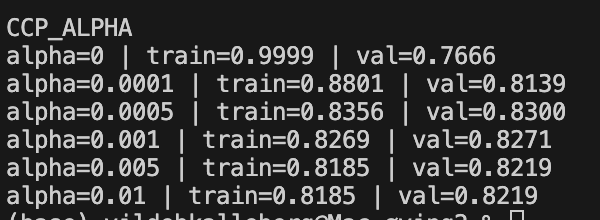 CCP_ALPHA
alpha=0 | train=0.9999 | val=0.7666
alpha=0.0001 | train=0.8801 | val=0.8139
alpha=0.0005 | train=0.8356 | val=0.8300
alpha=0.001 | train=0.8269 | val=0.8271
alpha=0.005 | train=0.8185 | val=0.8219
alpha=0.01 | train=0.8185 | val=0.8219